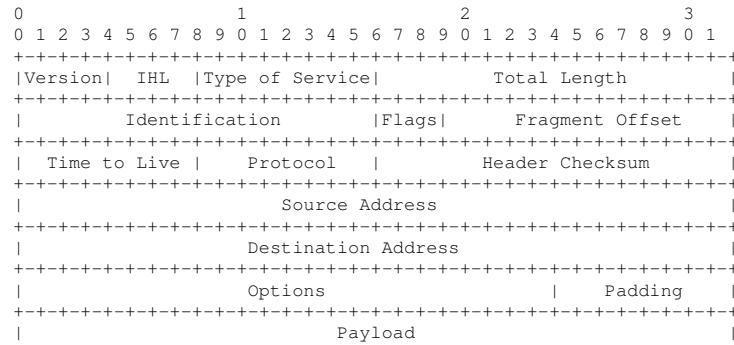 0                   1                   2                   3
0 1 2 3 4 5 6 7 8 9 0 1 2 3 4 5 6 7 8 9 0 1 2 3 4 5 6 7 8 9 0 1
+-+-+-+-+-+-+-+-+-+-+-+-+-+-+-+-+-+-+-+-+-+-+-+-+-+-+-+-+-+-+-+-+
|Version|  IHL  |Type of Service|          Total Length         |
+-+-+-+-+-+-+-+-+-+-+-+-+-+-+-+-+-+-+-+-+-+-+-+-+-+-+-+-+-+-+-+-+
|         Identification        |Flags|      Fragment Offset    |
+-+-+-+-+-+-+-+-+-+-+-+-+-+-+-+-+-+-+-+-+-+-+-+-+-+-+-+-+-+-+-+-+
|  Time to Live |    Protocol   |         Header Checksum       |
+-+-+-+-+-+-+-+-+-+-+-+-+-+-+-+-+-+-+-+-+-+-+-+-+-+-+-+-+-+-+-+-+
|                       Source Address                          |
+-+-+-+-+-+-+-+-+-+-+-+-+-+-+-+-+-+-+-+-+-+-+-+-+-+-+-+-+-+-+-+-+
|                    Destination Address                        |
+-+-+-+-+-+-+-+-+-+-+-+-+-+-+-+-+-+-+-+-+-+-+-+-+-+-+-+-+-+-+-+-+
|                    Options                    |    Padding    |
+-+-+-+-+-+-+-+-+-+-+-+-+-+-+-+-+-+-+-+-+-+-+-+-+-+-+-+-+-+-+-+-+
|                            Payload                            |